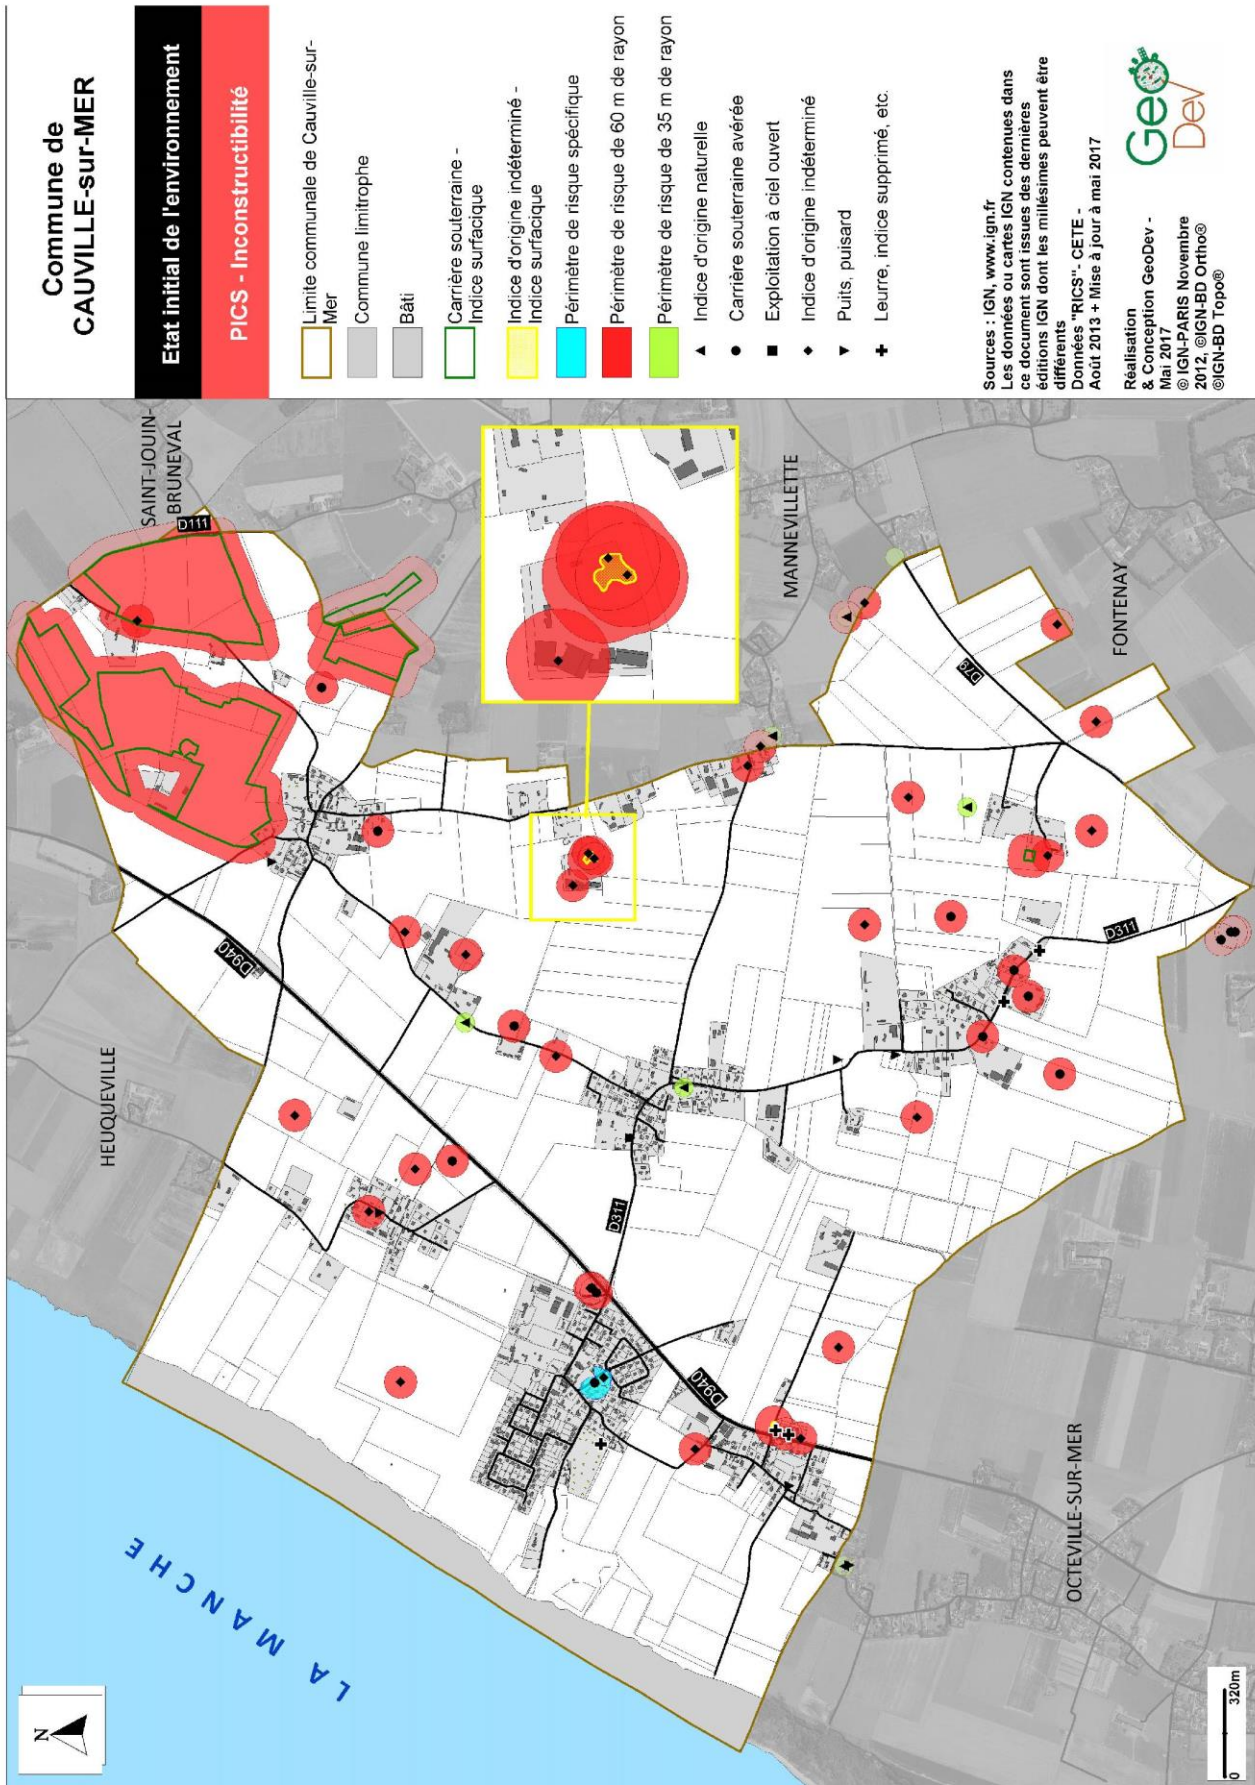 Commune de
CAUVILLE-sur-MER
Etat initial de l'environnement
PICS - Inconstructibilité
Limite communale de Cauville-sur-
Mer
Commune limitrophe
Bâti
Carrière souterraine -
Indice surfacique
Indice d'origine indéterminé -
Indice surfacique
Périmètre de risque spécifique
Périmètre de risque de 60 m de rayon
Périmètre de risque de 35 m de rayon
Indice d'origine naturelle
Carrière souterraine avérée
Exploitation à ciel ouvert
Indice d'origine indéterminé
Puits, puisard
Leurre, indice supprimé, etc.
Sources : IGN, www.ign.fr
Les données ou cartes IGN contenues dans
ce document sont issues des dernières
éditions IGN dont les millésimes peuvent être
différents
Données "RICS"- CETE -
Août 2013 + Mise à jour à mai 2017
Réalisation
& Conception GeoDev -
Mai 2017
© IGN-PARIS Novembre
2012, @IGN-BD Ortho®
@IGN-BD Topo®
Geo
Dev
N
LA MANCHE
HEUQUEVILLE
SAINT-JOUIN-
BRUNEVAL
D111
D940
MANNEVILLETTE
D311
D79
FONTENAY
D940
D311
OCTEVILLE-SUR-MER
0 320m